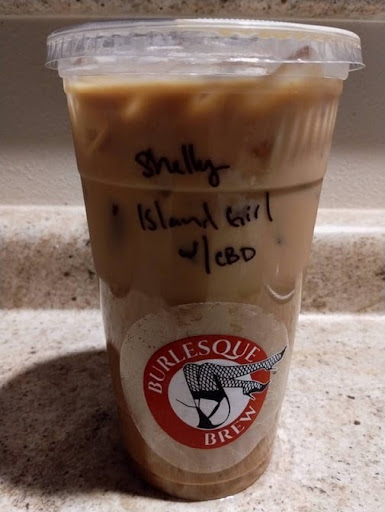 Shelly
Island Girl
w/CBD
BURLESQUE
BREW